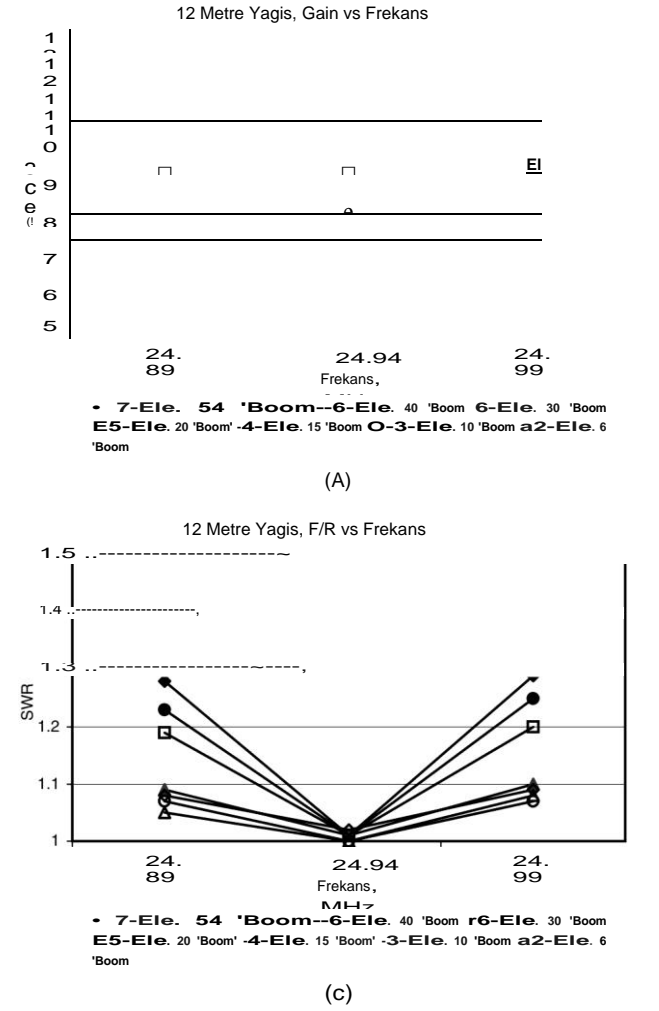 12 Metre Yagis, Gain vs Frekans
1
1
2
1
1
1
0
9
8
7
6
5
c
e
El
24.
89
24.94
24.
99
Frekans,
• 7-Ele. 54 'Boom--6-Ele. 40 'Boom 6-Ele. 30 'Boom
E5-Ele. 20 'Boom' -4-Ele. 15 'Boom O-3-Ele. 10 'Boom a2-Ele. 6
'Boom
(A)
12 Metre Yagis, F/R vs Frekans
1.5
1.4
1.3
SWR
1.2
1.1
1
24.
89
24.94
24.
99
Frekans,
MHz
• 7-Ele. 54 'Boom--6-Ele. 40 'Boom r6-Ele. 30 'Boom
E5-Ele. 20 'Boom' -4-Ele. 15 'Boom' -3-Ele. 10 'Boom a2-Ele. 6
'Boom
(c)